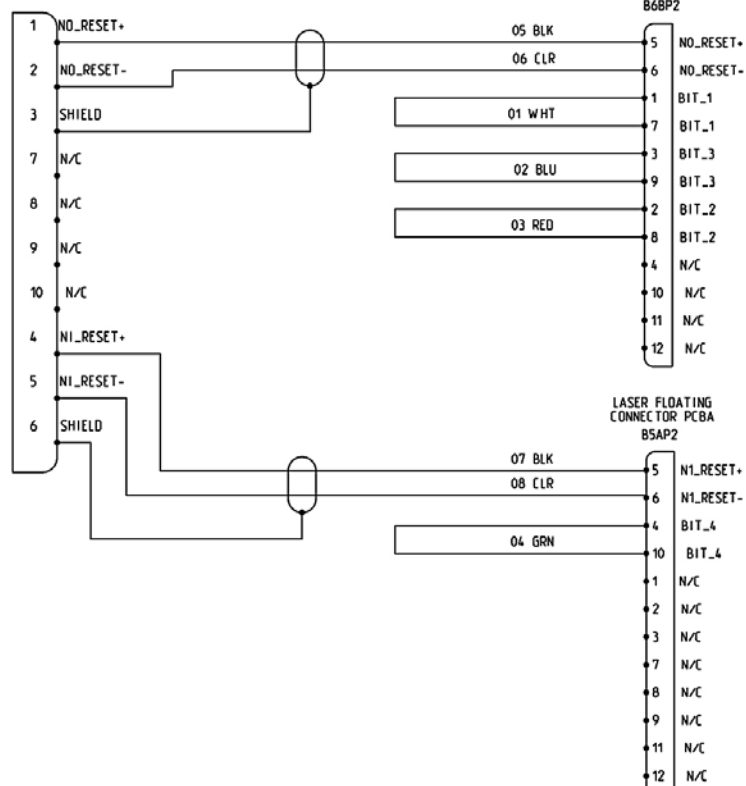 1 NO_RESET+
2 NO_RESET-
3 SHIELD
7 N/C
8 N/C
9 N/C
10 N/C
4 NI_RESET+
5 NI_RESET-
6 SHIELD
05 BLK
06 CLR
01 WHT
02 BLU
03 RED
B6BP2
5 NO_RESET+
6 NO_RESET-
1 BIT_1
7 BIT_1
3 BIT_3
9 BIT_3
2 BIT_2
8 BIT_2
4 N/C
10 N/C
11 N/C
12 N/C
07 BLK
08 CLR
04 GRN
LASER FLOATING
CONNECTOR PCBA
B5AP2
5 N1_RESET+
6 N1_RESET-
4 BIT_4
10 BIT_4
1 N/C
2 N/C
3 N/C
7 N/C
8 N/C
9 N/C
11 N/C
12 N/C